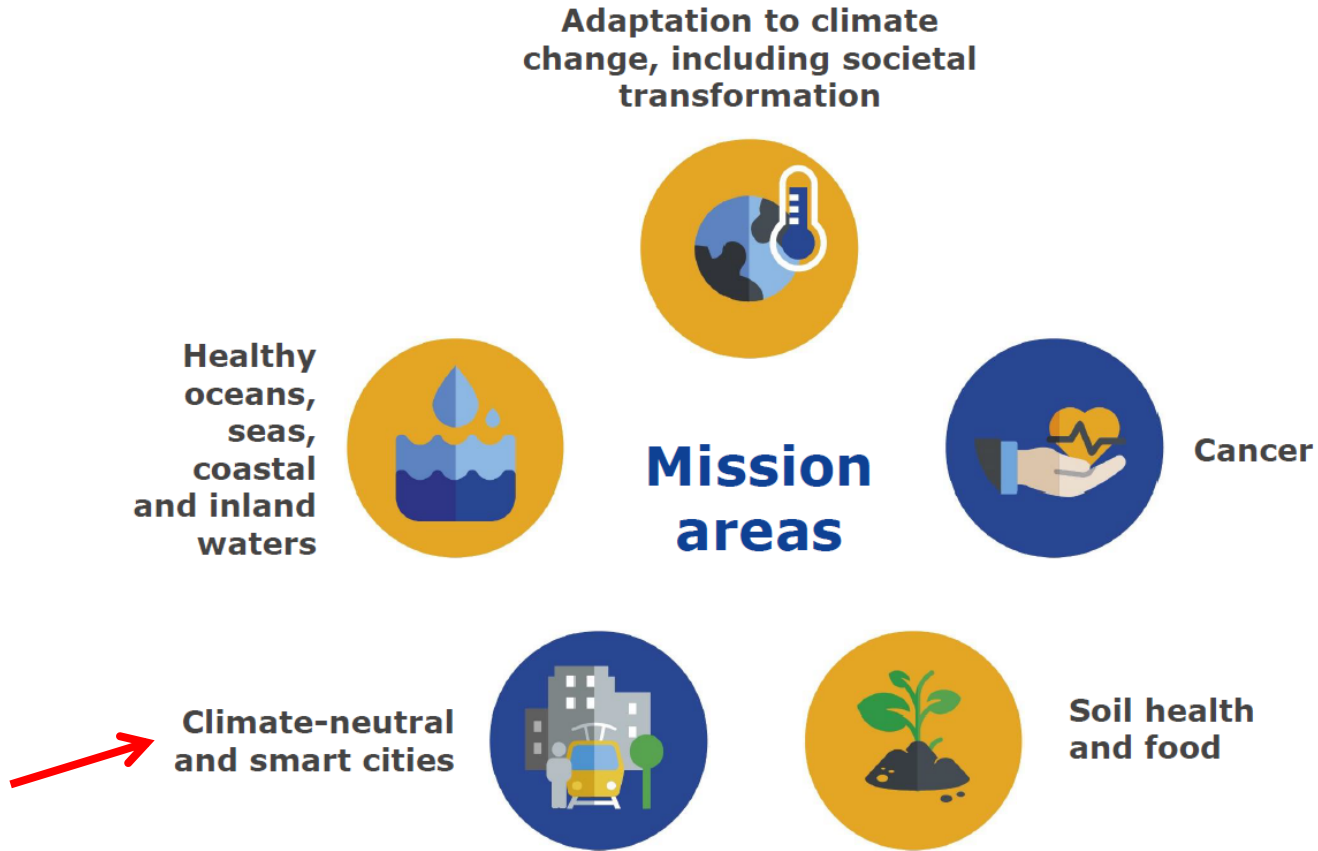 Adaptation to climate
change, including societal
transformation
Healthy
oceans,
seas,
coastal
and inland
waters
Mission
areas
Cancer
Climate-neutral
and smart cities
Soil health
and food